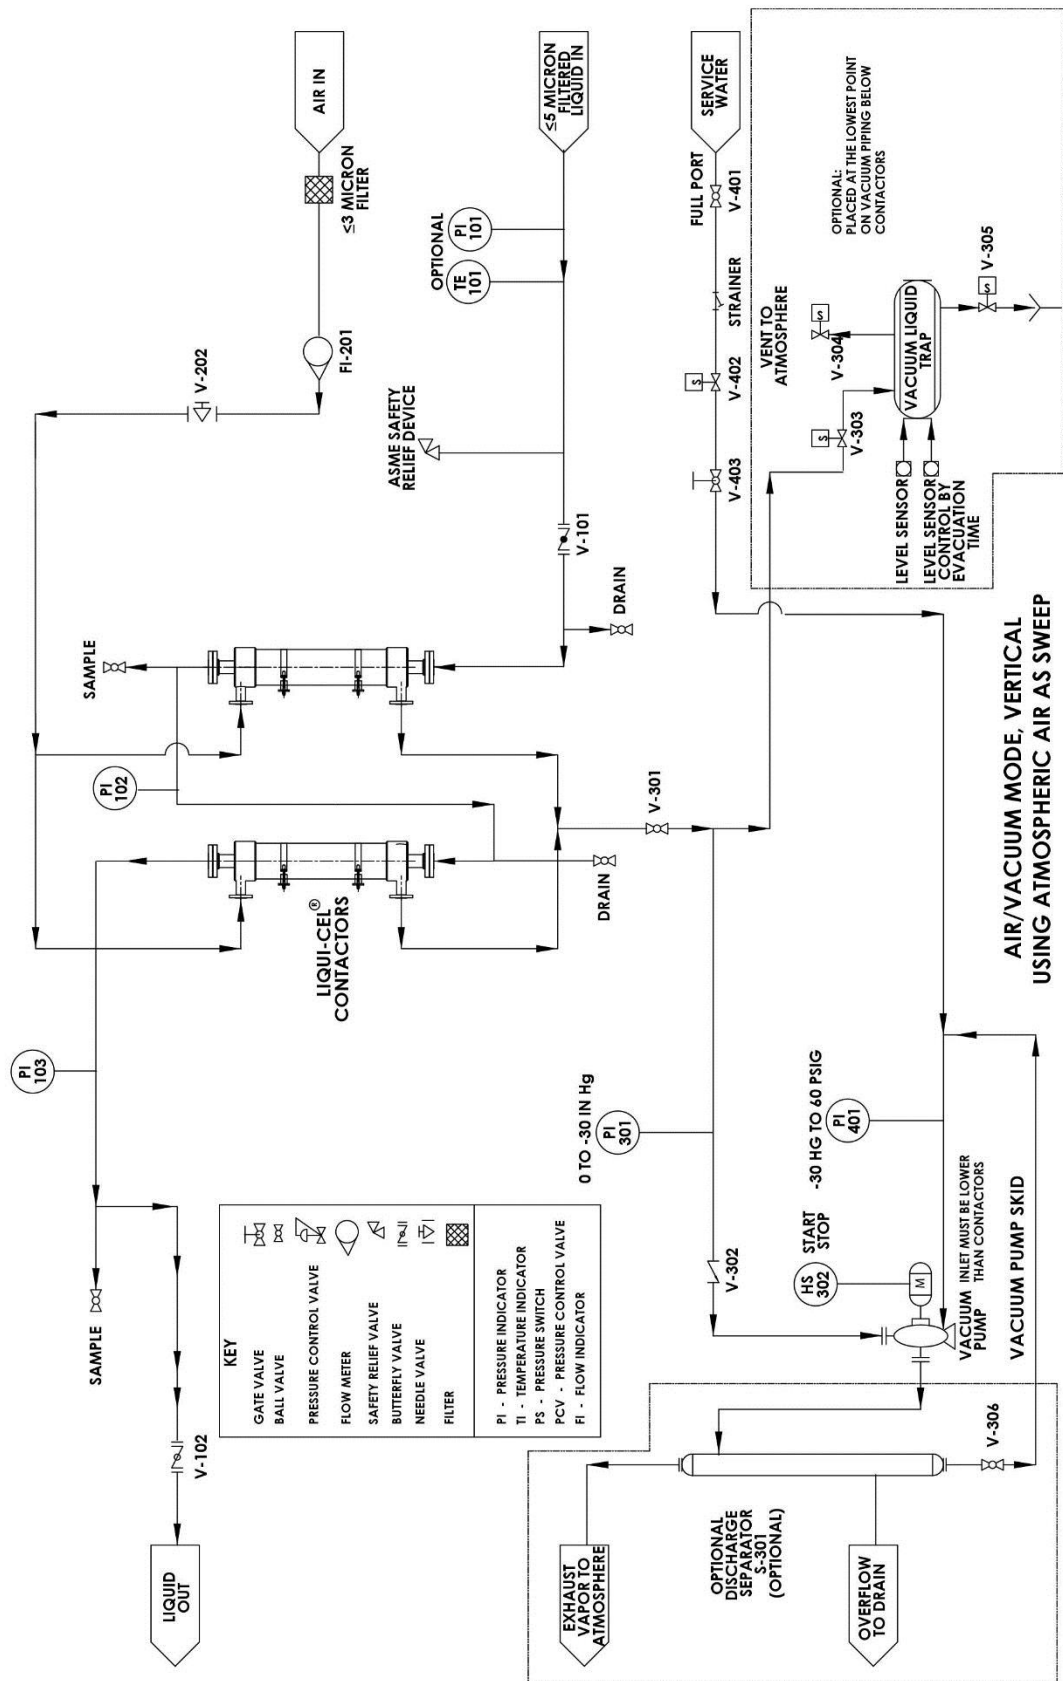 AIR IN
≤3 MICRON
FILTER
FI-201
V-202
≤5 MICRON
FILTERED
LIQUID IN
PI
101
OPTIONAL
TE
101
ASME SAFETY
RELIEF DEVICE
V-101
DRAIN
SAMPLE
PI
102
LIQUI-CEL®
CONTACTORS
DRAIN
V-301
PI
103
SAMPLE
V-102
LIQUID
OUT
SERVICE
WATER
FULL PORT
V-401
STRAINER
V-402
S
V-403
OPTIONAL:
PLACED AT THE LOWEST POINT
ON VACUUM PIPING BELOW
CONTACTORS
VENT TO
ATMOSPHERE
S
V-304
S
V-303
S
V-305
VACUUM LIQUID
TRAP
LEVEL SENSOR
LEVEL SENSOR
CONTROL BY
EVACUATION
TIME
0 TO -30 IN Hg
PI
301
V-302
-30 HG TO 60 PSIG
PI
401
START
STOP
HS
302
M
VACUUM
PUMP
INLET MUST BE LOWER
THAN CONTACTORS
VACUUM PUMP SKID
V-306
OPTIONAL
DISCHARGE
SEPARATOR
S-301
(OPTIONAL)
EXHAUST
VAPOR TO
ATMOSPHERE
OVERFLOW
TO DRAIN
KEY
GATE VALVE
BALL VALVE
PRESSURE CONTROL VALVE
FLOW METER
SAFETY RELIEF VALVE
BUTTERFLY VALVE
NEEDLE VALVE
FILTER
PI - PRESSURE INDICATOR
TI - TEMPERATURE INDICATOR
PS - PRESSURE SWITCH
PCV - PRESSURE CONTROL VALVE
FI - FLOW INDICATOR
AIR/VACUUM MODE, VERTICAL
USING ATMOSPHERIC AIR AS SWEEP